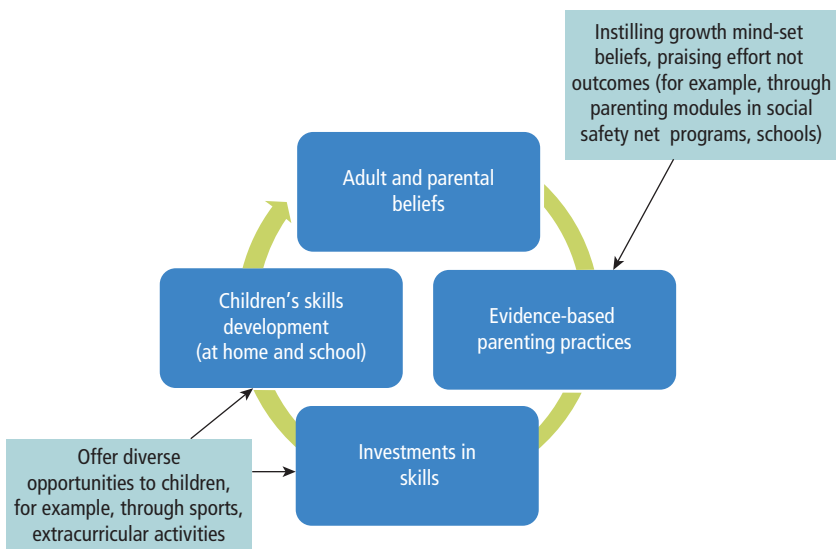 Instilling growth mind-set
beliefs, praising effort not
outcomes (for example, through
parenting modules in social
safety net programs, schools)
Adult and parental
beliefs
Evidence-based
parenting practices
Investments in
skills
Children's skills
development
(at home and school)
Offer diverse
opportunities to children,
for example, through sports,
extracurricular activities